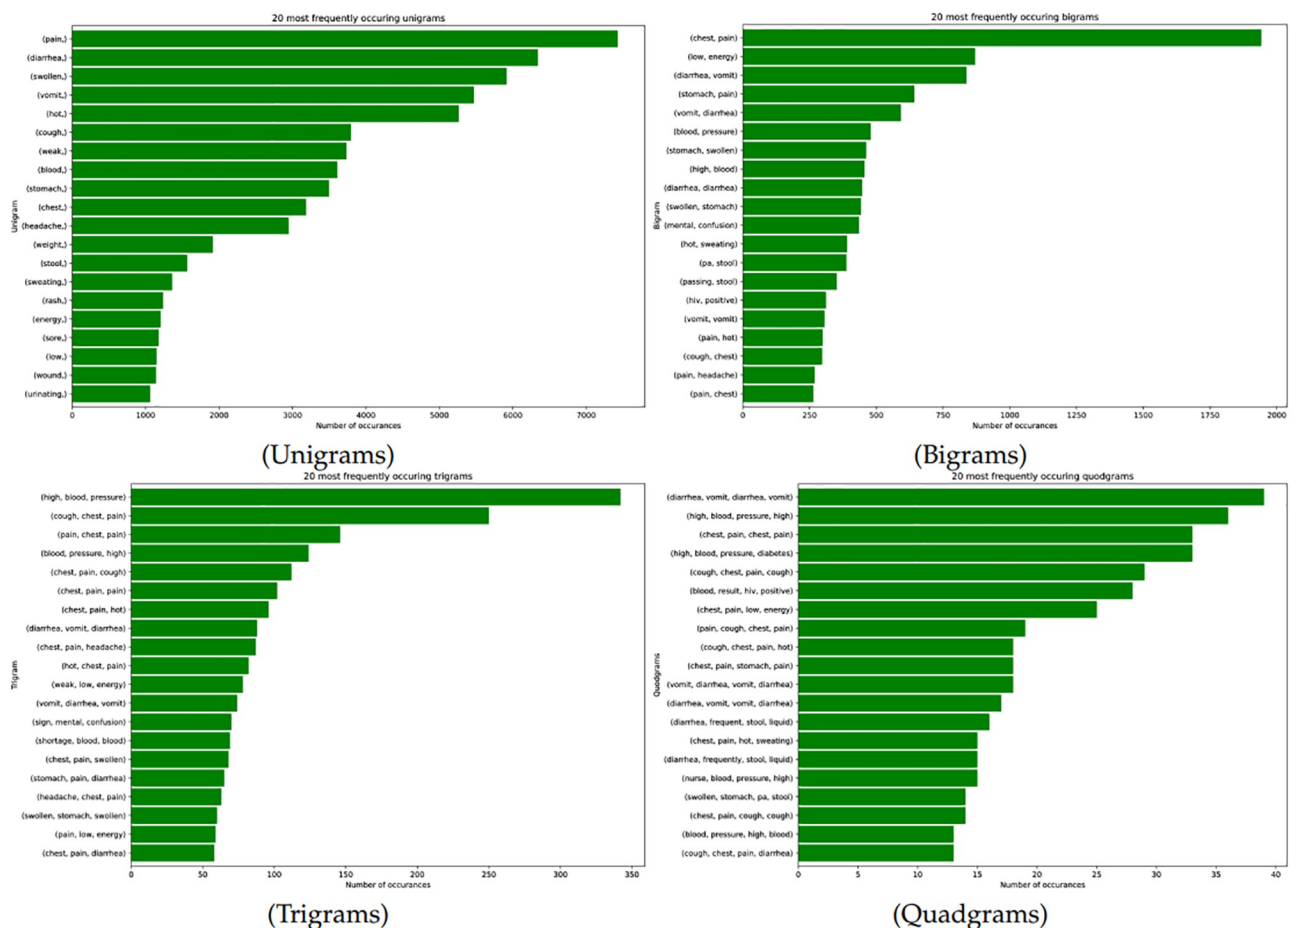 20 most frequently occuring unigrams
(pain,)
(diarrhea,)
(swollen,)
(vomit,)
(hot,)
(cough,)
(weak,)
(blood,)
(stomach,)
(chest,)
(headache,)
(weight,)
(stool,)
(sweating,)
(rash,)
(energy,)
(sore,)
(low,)
(wound,)
(urinating,)
Unigram
0 1000 2000 3000 4000 5000 6000 7000
Number of occurances
(Unigrams)
20 most frequently occuring bigrams
(chest, pain)
(low, energy)
(diarrhea, vomit)
(stomach, pain)
(vomit, diarrhea)
(blood, pressure)
(stomach, swollen)
(high, blood)
(diarrhea, diarrhea)
(swollen, stomach)
(mental, confusion)
(hot, sweating)
(pa, stool)
(passing, stool)
(hiv, positive)
(vomit, vomit)
(pain, hot)
(cough, chest)
(pain, headache)
(pain, chest)
Bigram
0 250 500 750 1000 1250 1500 1750 2000
Number of occurances
(Bigrams)
20 most frequently occuring trigrams
(high, blood, pressure)
(cough, chest, pain)
(pain, chest, pain)
(blood, pressure, high)
(chest, pain, cough)
(chest, pain, pain)
(chest, pain, hot)
(diarrhea, vomit, diarrhea)
(chest, pain, headache)
(hot, chest, pain)
(weak, low, energy)
(vomit, diarrhea, vomit)
(sign, mental, confusion)
(shortage, blood, blood)
(chest, pain, swollen)
(stomach, pain, diarrhea)
(headache, chest, pain)
(swollen, stomach, swollen)
(pain, low, energy)
(chest, pain, diarrhea)
Trigram
0 50 100 150 200 250 300 350
Number of occurances
(Trigrams)
20 most frequently occuring quodgrams
(diarrhea, vomit, diarrhea, vomit)
(high, blood, pressure, high)
(chest, pain, chest, pain)
(high, blood, pressure, diabetes)
(cough, chest, pain, cough)
(blood, result, hiv, positive)
(chest, pain, low, energy)
(pain, cough, chest, pain)
(cough, chest, pain, hot)
(chest, pain, stomach, pain)
(vomit, diarrhea, vomit, diarrhea)
(diarrhea, vomit, vomit, diarrhea)
(diarrhea, frequent, stool, liquid)
(chest, pain, hot, sweating)
(diarrhea, frequently, stool, liquid)
(nurse, blood, pressure, high)
(swollen, stomach, pa, stool)
(chest, pain, cough, cough)
(blood, pressure, high, blood)
(cough, chest, pain, diarrhea)
Quodgrams
0 5 10 15 20 25 30 35 40
Number of occurances
(Quadgrams)